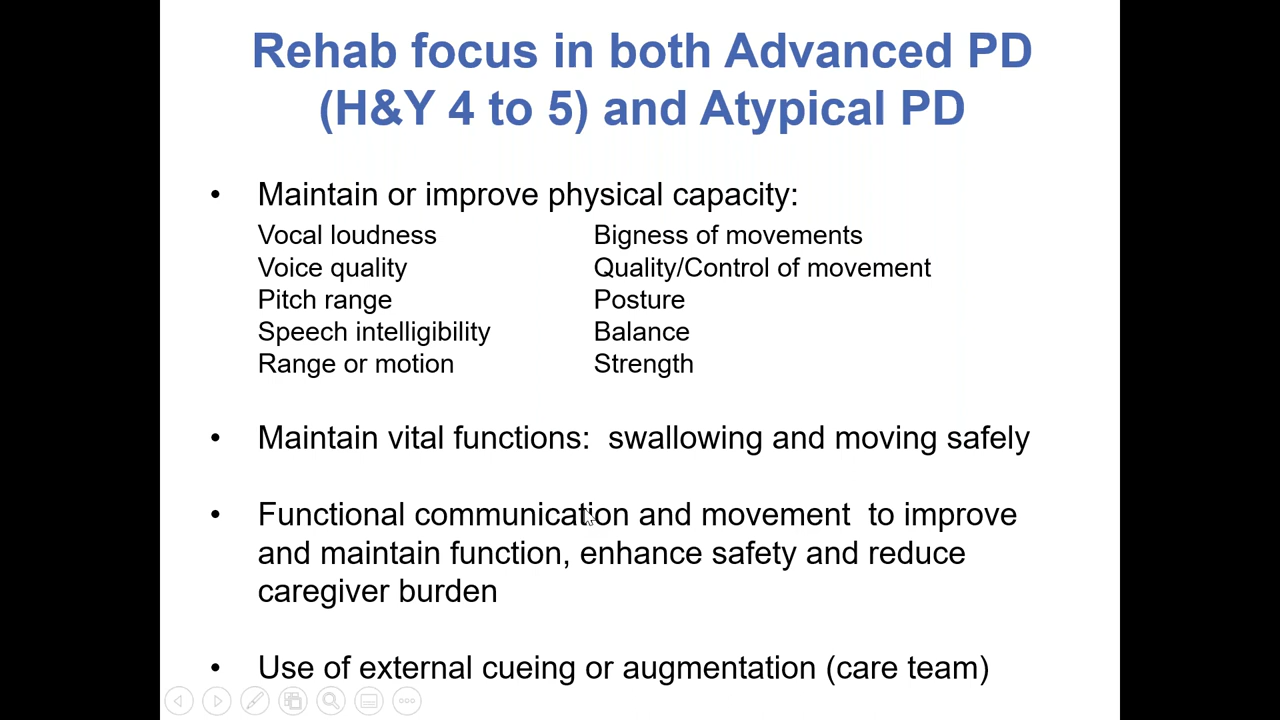 Rehab focus in both Advanced PD
(H&Y 4 to 5) and Atypical PD
• Maintain or improve physical capacity:
Vocal loudness Bigness of movements
Voice quality Quality/Control of movement
Pitch range Posture
Speech intelligibility Balance
Range or motion Strength
• Maintain vital functions:  swallowing and moving safely
• Functional communication and movement  to improve
and maintain function, enhance safety and reduce
caregiver burden
• Use of external cueing or augmentation (care team)